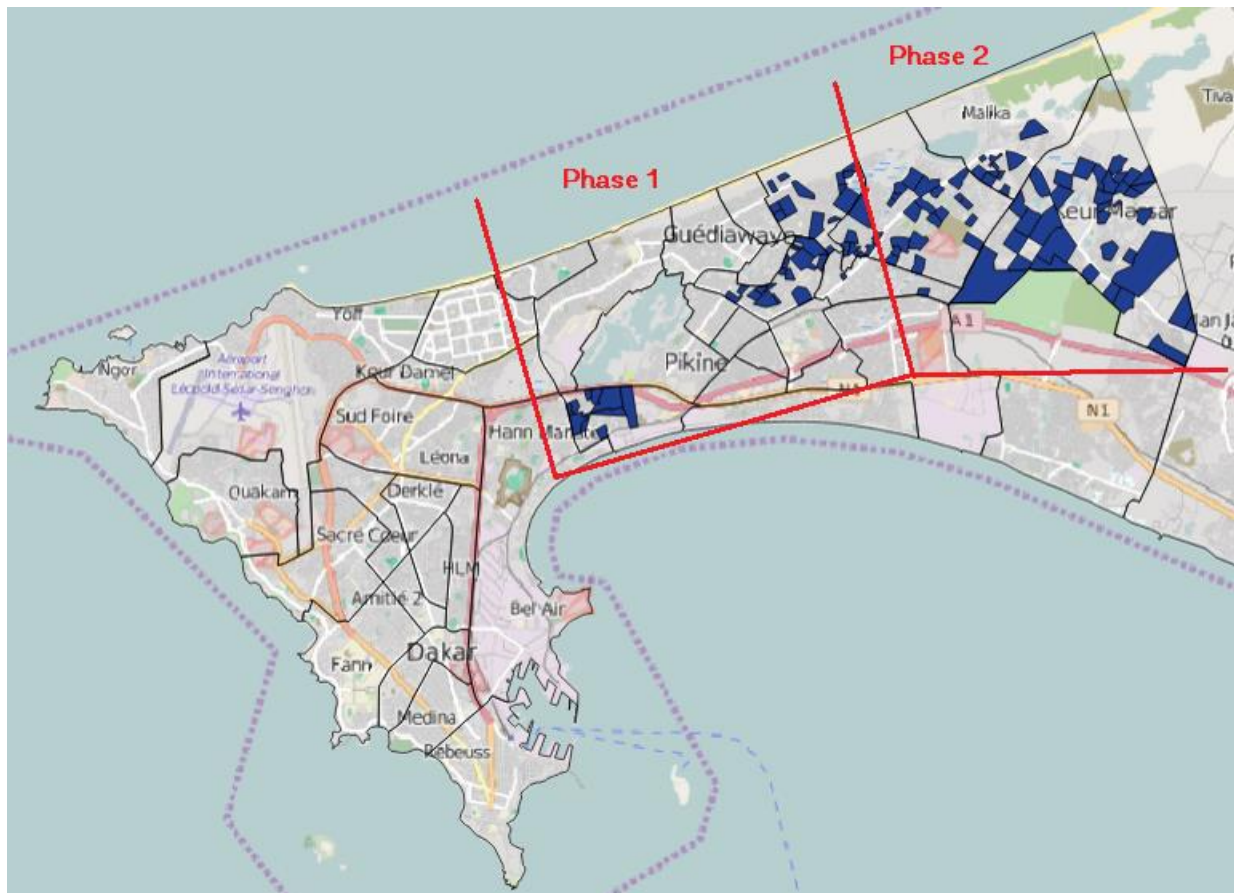 Phase 2
Phase 1
Malika
Tiva
Keur Massar
Guédiawaye
Yoff
A1
Ngor
Aéroport
International
Léopold-Sédar-Senghor
Keur Damel
Pikine
N1
N1
Sud Foire
Hann Mariste
Léona
Ouakam
Derklé
Sacré Coeur
HLM
Amitié 2
Bel Air
Dakar
Fann
Medina
Rebeuss